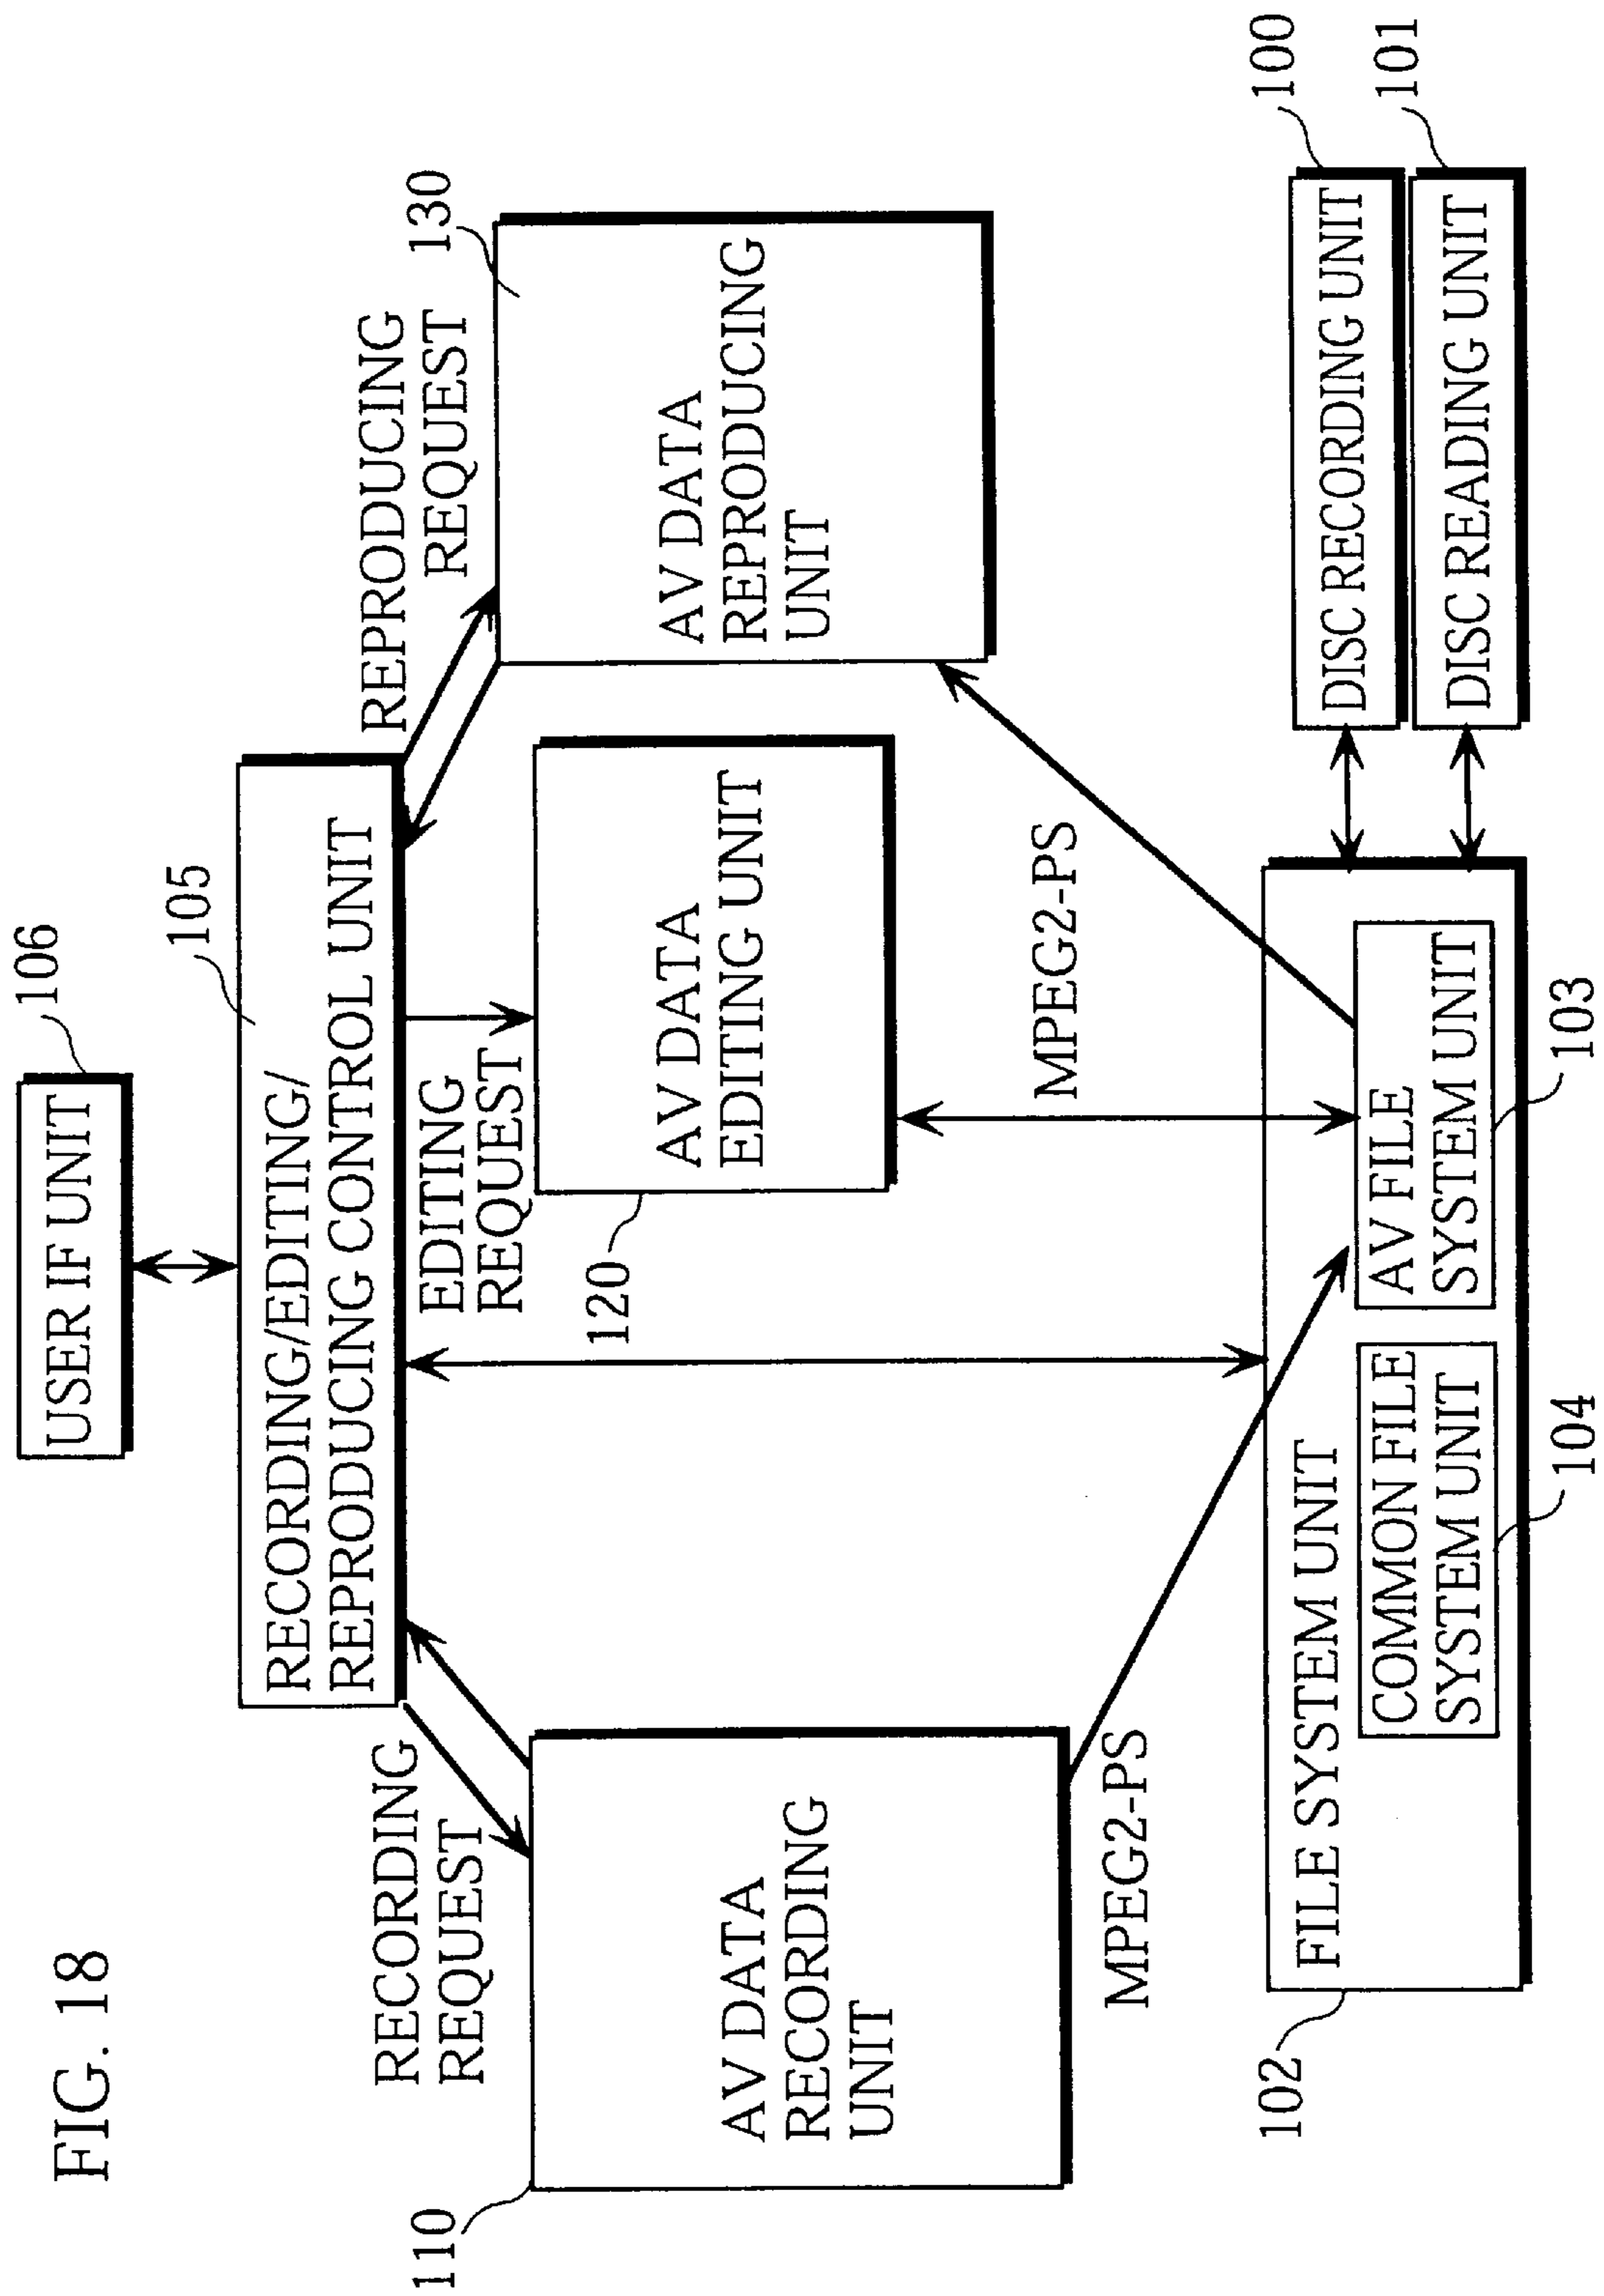 FIG. 18
106
USER IF UNIT
105
RECORDING/EDITING/
REPRODUCING CONTROL UNIT
RECORDING
REQUEST
EDITING
REQUEST
REPRODUCING
REQUEST
110
AV DATA
RECORDING
UNIT
120
AV DATA
EDITING UNIT
130
AV DATA
REPRODUCING
UNIT
MPEG2-PS
MPEG2-PS
102
FILE SYSTEM UNIT
COMMON FILE
SYSTEM UNIT
104
AV FILE
SYSTEM UNIT
103
100
DISC RECORDING UNIT
101
DISC READING UNIT